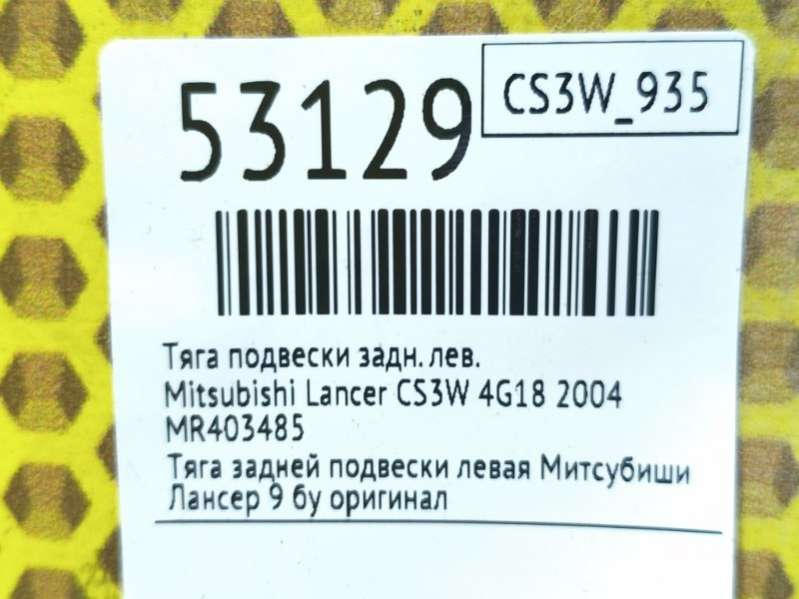 53129
CS3W_935
Тяга подвески задн. лев.
Mitsubishi Lancer CS3W 4G18 2004
MR403485
Тяга задней подвески левая Митсубиши
Лансер 9 бу оригинал